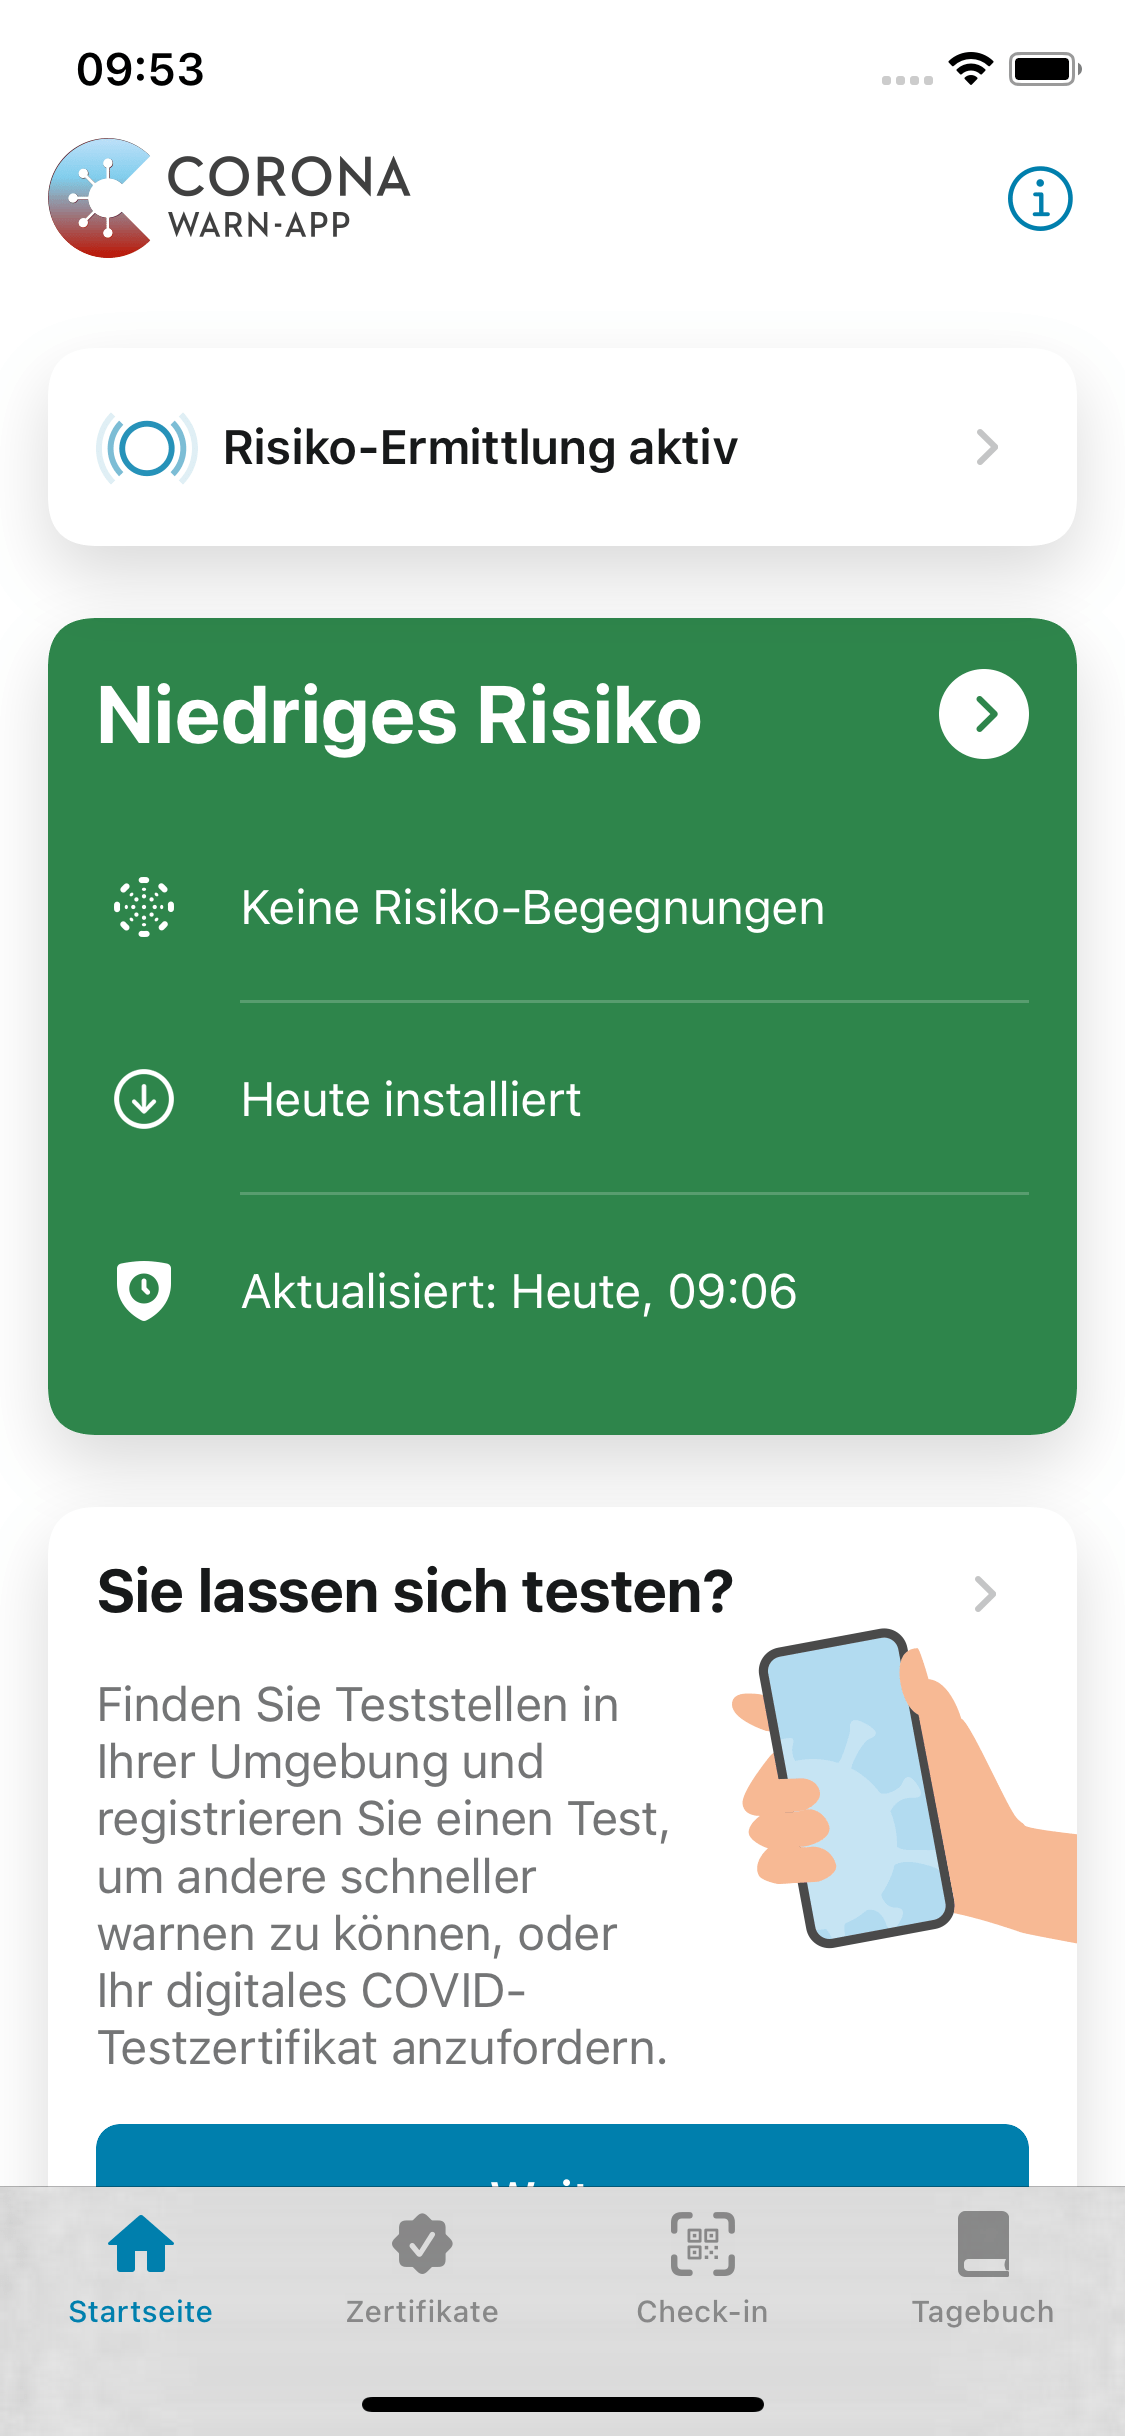 09:53
CORONA
WARN-APP
Risiko-Ermittlung aktiv
Niedriges Risiko
Keine Risiko-Begegnungen
Heute installiert
Aktualisiert: Heute, 09:06
Sie lassen sich testen?
Finden Sie Teststellen in
Ihrer Umgebung und
registrieren Sie einen Test,
um andere schneller
warnen zu können, oder
Ihr digitales COVID-
Testzertifikat anzufordern.
Startseite
Zertifikate
Check-in
Tagebuch